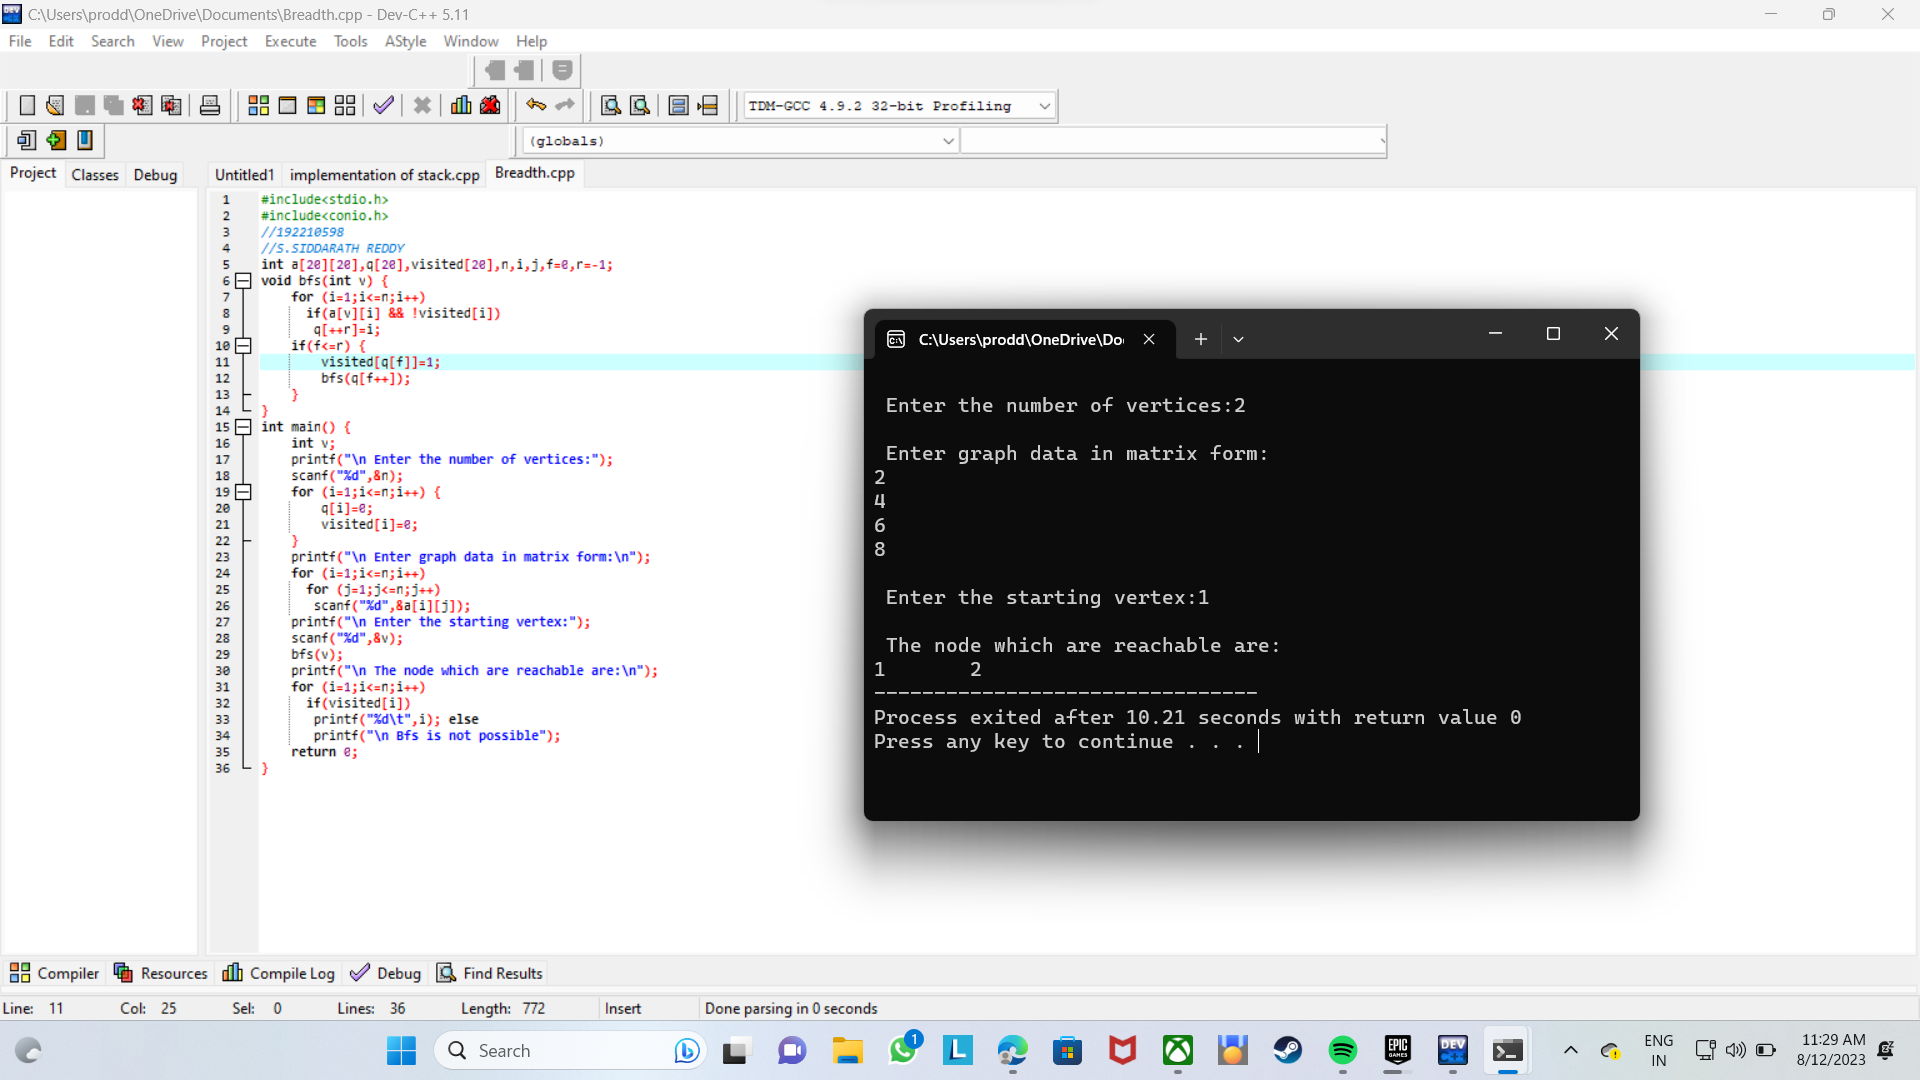 C:\Users\prodd\OneDrive\Documents\Breadth.cpp - Dev-C++ 5.11
File Edit Search View Project Execute Tools AStyle Window Help
TDM-GCC 4.9.2 32-bit Profiling
(globals)
Project Classes Debug
Untitled1 implementation of stack.cpp Breadth.cpp
1 #include<stdio.h>
2 #include<conio.h>
3 //192210598
4 //S.SIDDARATH REDDY
5 int a[20][20],q[20],visited[20],n,i,j,f=0,r=-1;
6 void bfs(int v) {
7 for (i=1;i<=n;i++)
8 if(a[v][i] && !visited[i])
9 q[++r]=i;
10 if(f<=r) {
11 visited[q[f]]=1;
12 bfs(q[f++]);
13 }
14 }
15 int main() {
16 int v;
17 printf("\n Enter the number of vertices:");
18 scanf("%d",&n);
19 for (i=1;i<=n;i++) {
20 q[i]=0;
21 visited[i]=0;
22 }
23 printf("\n Enter graph data in matrix form:\n");
24 for (i=1;i<=n;i++)
25 for (j=1;j<=n;j++)
26 scanf("%d",&a[i][j]);
27 printf("\n Enter the starting vertex:");
28 scanf("%d",&v);
29 bfs(v);
30 printf("\n The node which are reachable are:\n");
31 for (i=1;i<=n;i++)
32 if(visited[i])
33 printf("%d\t",i); else
34 printf("\n Bfs is not possible");
35 return 0;
36 }
C:\Users\prodd\OneDrive\Do
Enter the number of vertices:2
Enter graph data in matrix form:
2
4
6
8
Enter the starting vertex:1
The node which are reachable are:
1 2
--------------------------------
Process exited after 10.21 seconds with return value 0
Press any key to continue . . .
Compiler Resources Compile Log Debug Find Results
Line: 11 Col: 25 Sel: 0 Lines: 36 Length: 772 Insert Done parsing in 0 seconds
Search
1
L
EPIC GAMES
DEV C++
ENG
IN
11:29 AM
8/12/2023